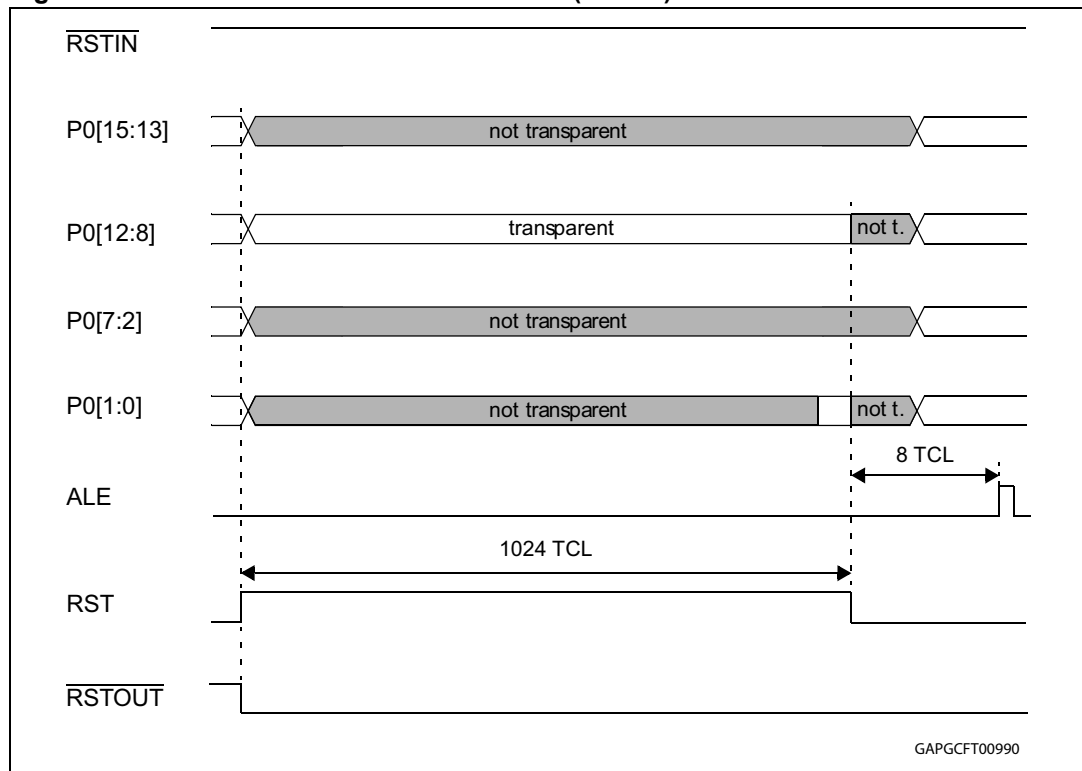 RSTIN
P0[15:13]
not transparent
P0[12:8]
transparent
not t.
P0[7:2]
not transparent
P0[1:0]
not transparent
not t.
8 TCL
ALE
1024 TCL
RST
RSTOUT
GAPGCFT00990